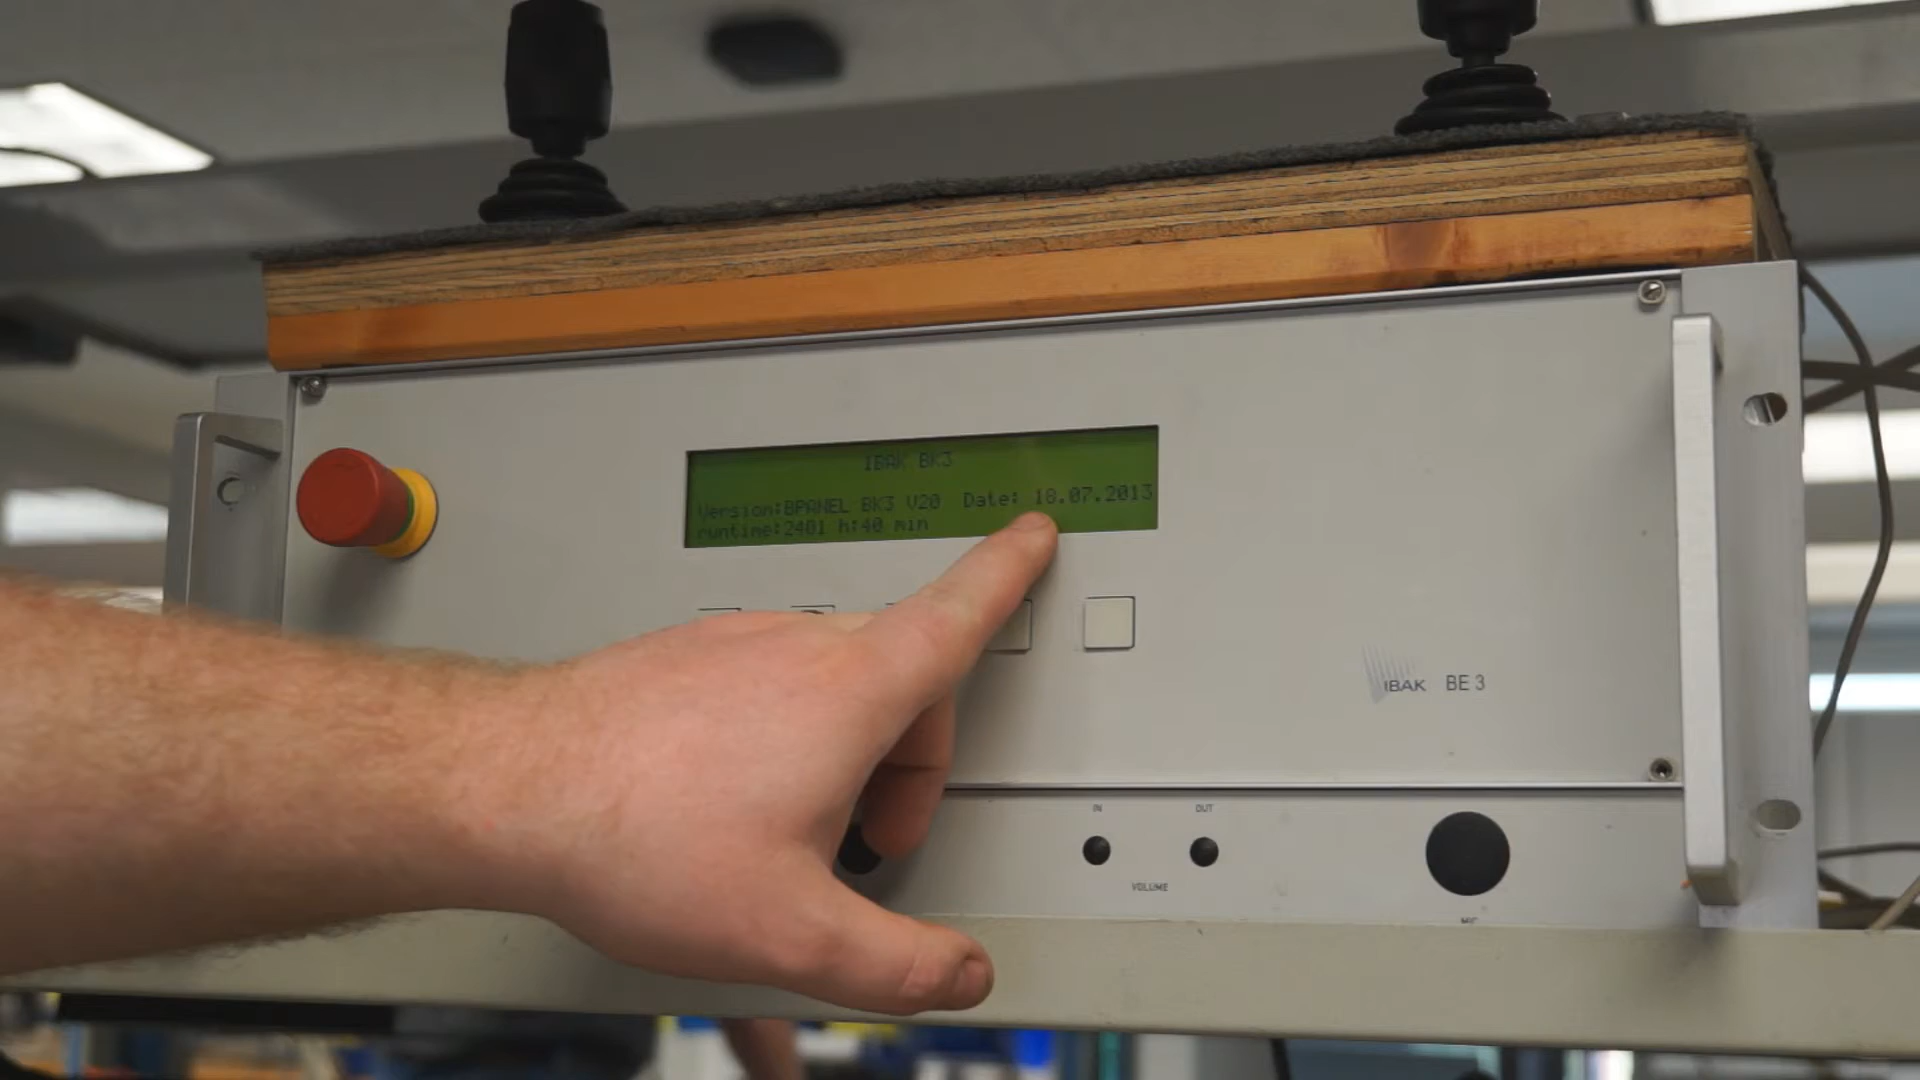 IBAK BK3
Version:BPANEL BK3 V20 Date: 18.07.2013
runtime:2401 h:40 min
IBAK BE 3
IN OUT
VOLUME
MIC